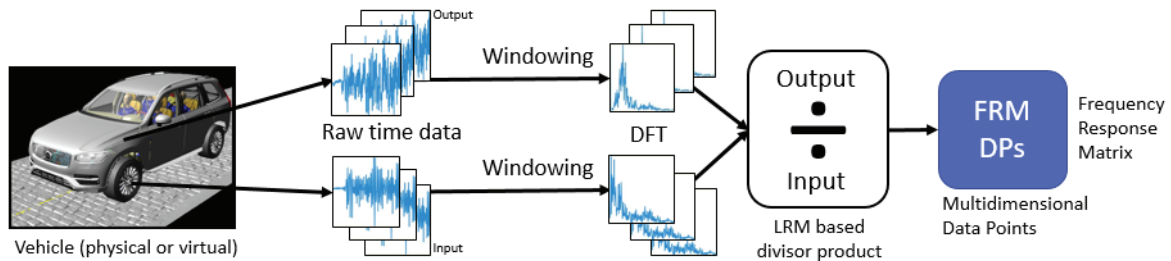 Output
Raw time data
Input
Vehicle (physical or virtual)
Windowing
Windowing
DFT
Output
÷
Input
LRM based
divisor product
FRM
DPs
Frequency
Response
Matrix
Multidimensional
Data Points